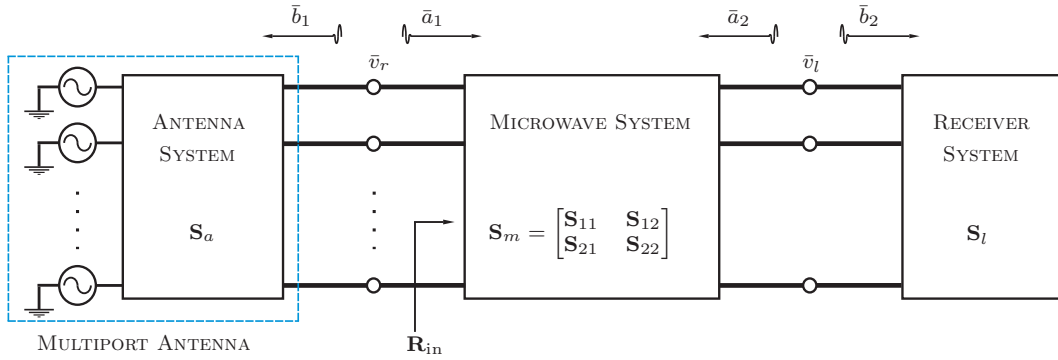 b̄₁ ā₁ ā₂ b̄₂
v̄ᵣ v̄ₗ
ANTENNA SYSTEM
MICROWAVE SYSTEM
RECEIVER SYSTEM
Sₐ
Sₘ = [S₁₁ S₁₂
S₂₁ S₂₂]
Sₗ
MULTIPORT ANTENNA
R_in